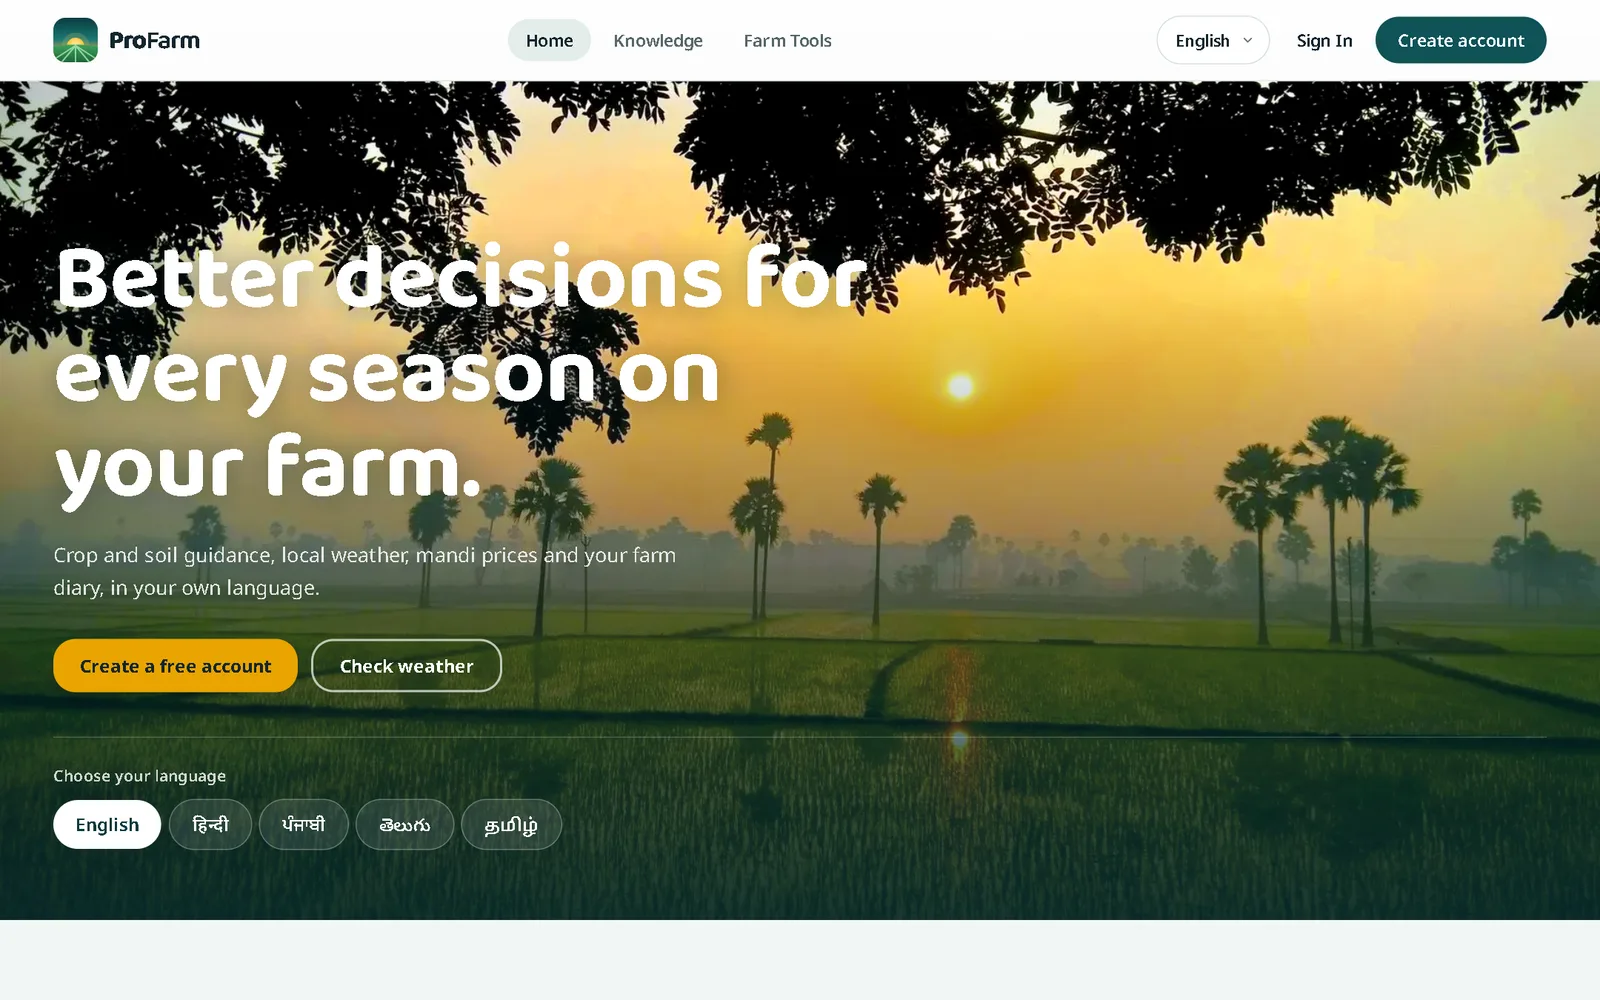 ProFarm
Home
Knowledge
Farm Tools
English
Sign In
Create account
Better decisions for
every season on
your farm.
Crop and soil guidance, local weather, mandi prices and your farm
diary, in your own language.
Create a free account
Check weather
Choose your language
English
हिन्दी
ਪੰਜਾਬੀ
తెలుగు
தமிழ்